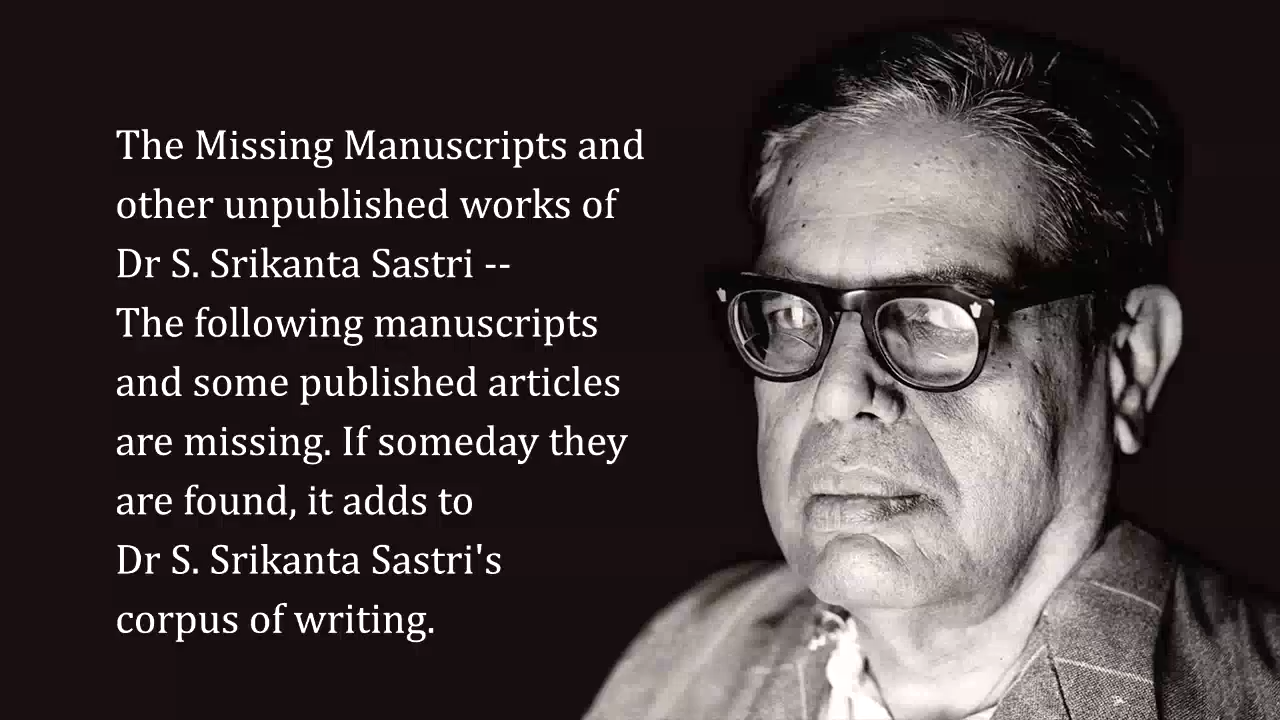 The Missing Manuscripts and
other unpublished works of
Dr S. Srikanta Sastri --
The following manuscripts
and some published articles
are missing. If someday they
are found, it adds to
Dr S. Srikanta Sastri's
corpus of writing.